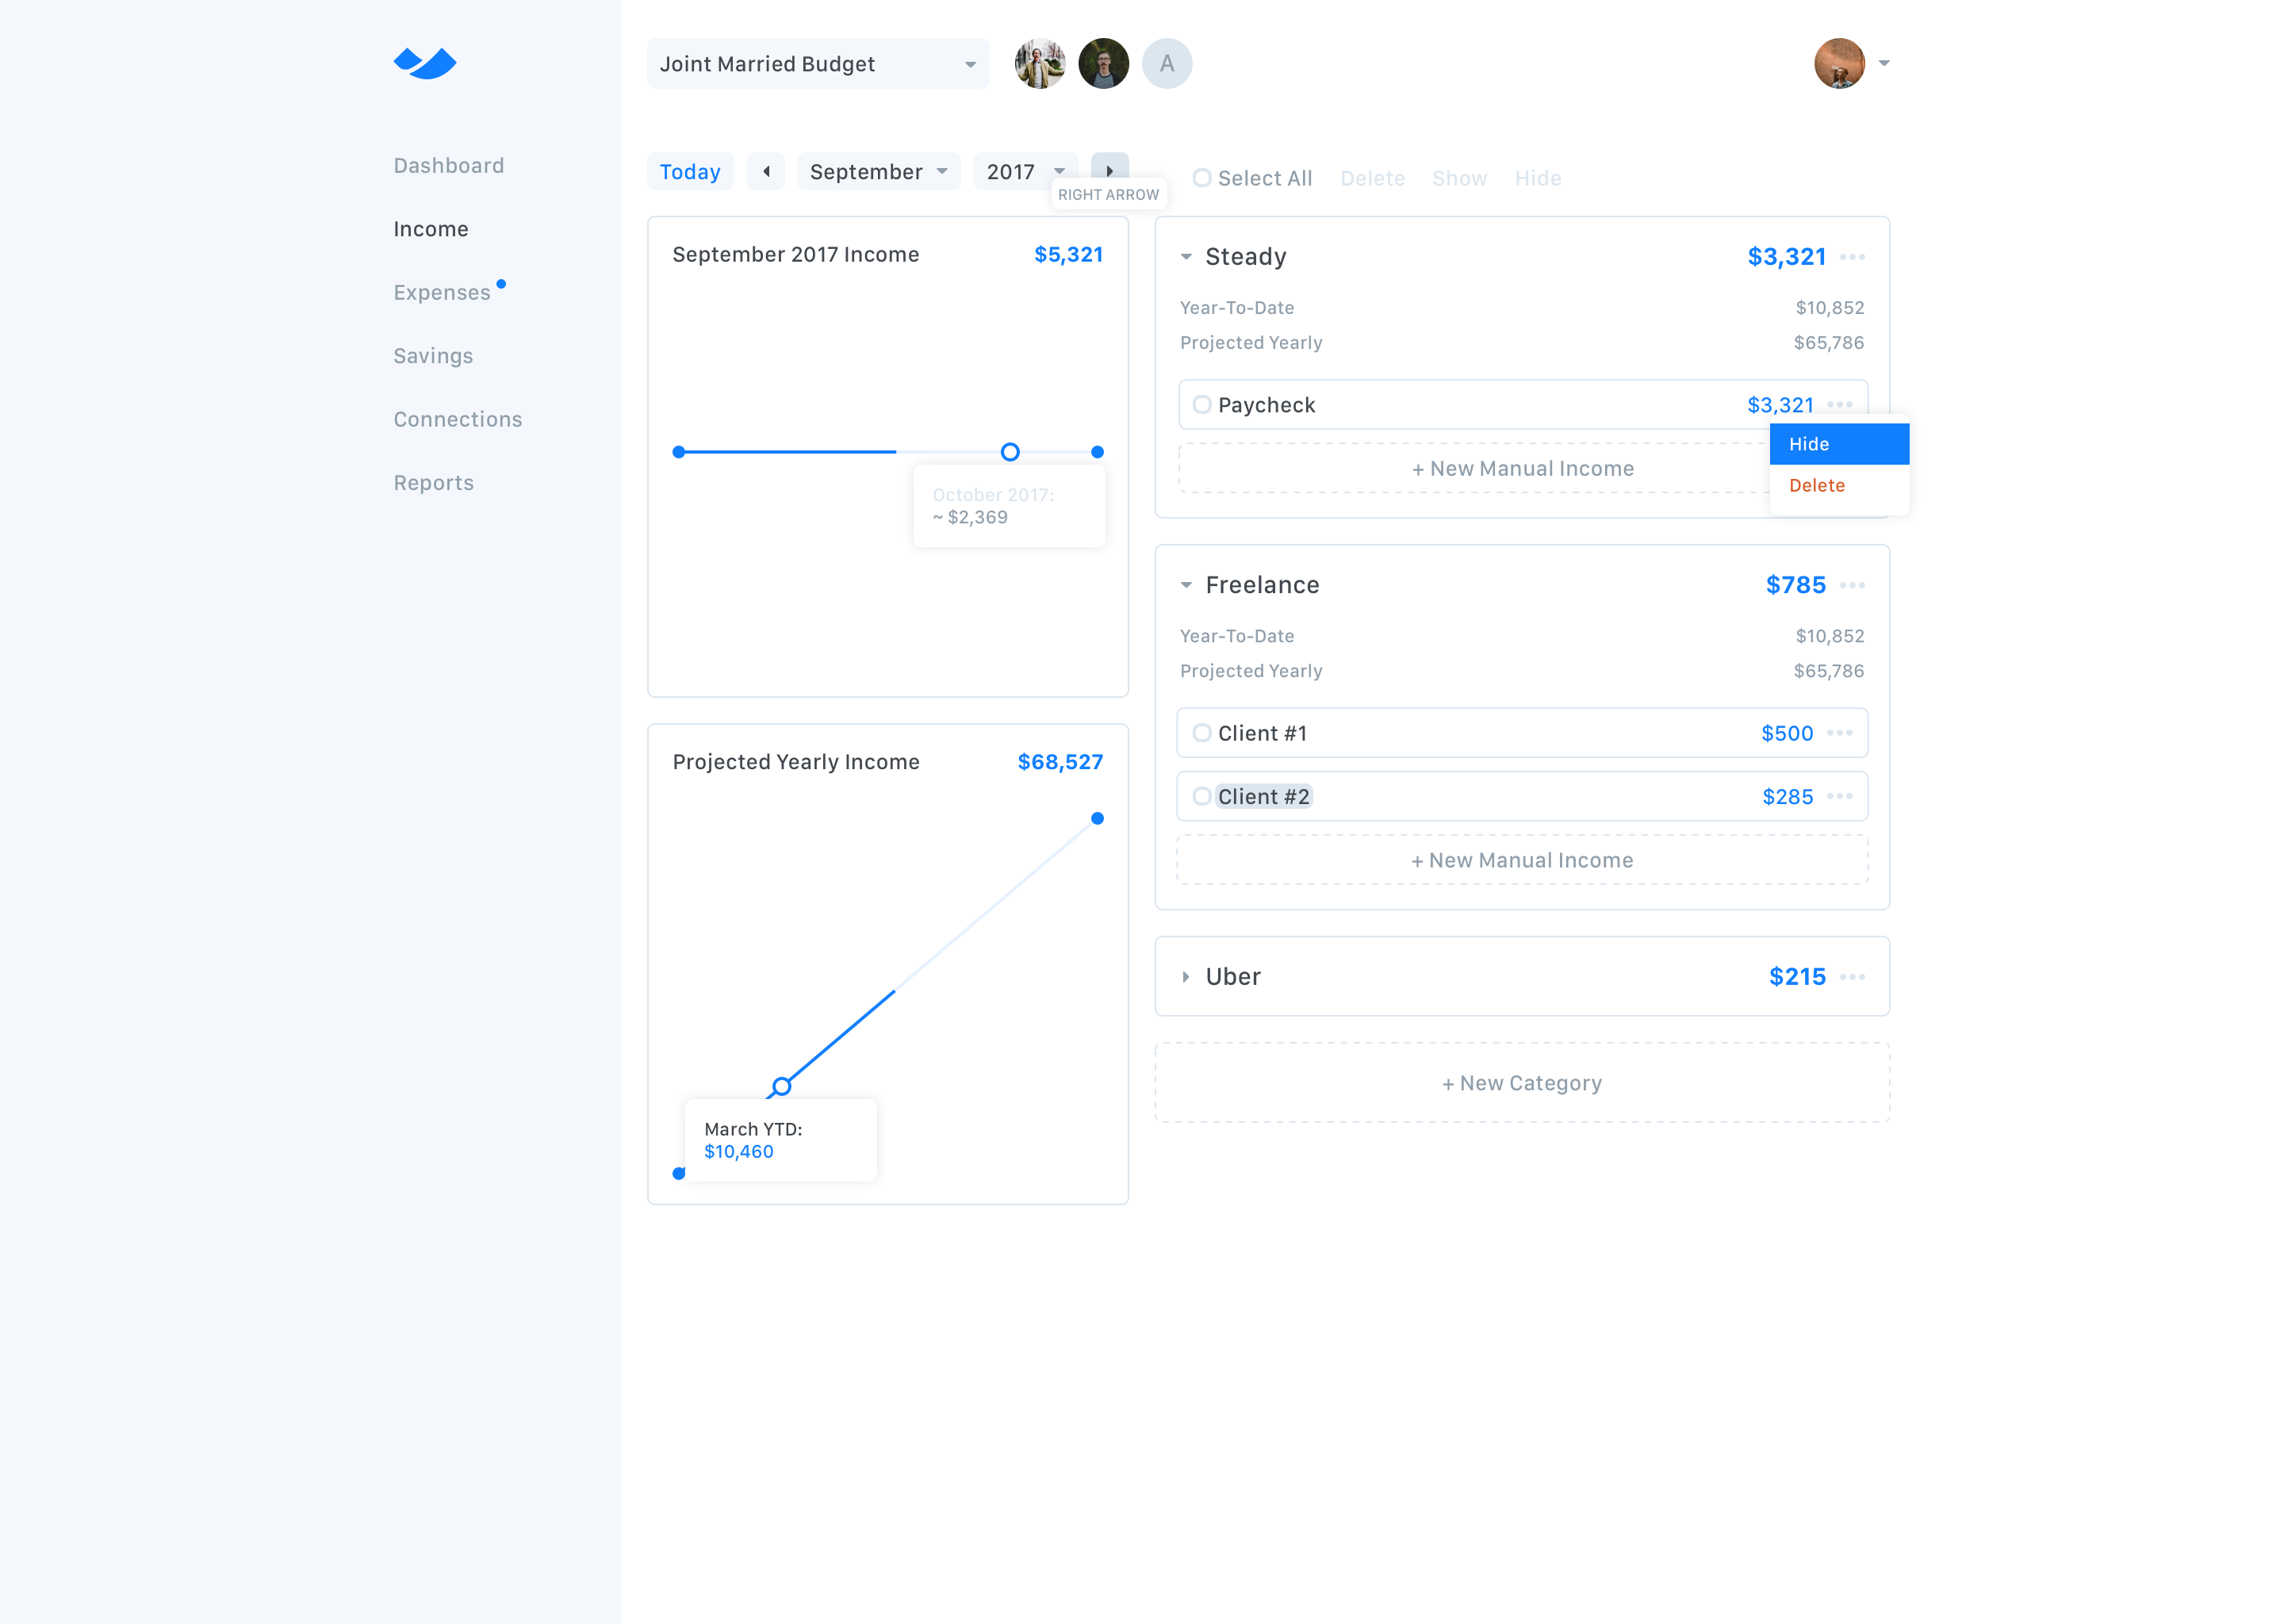 Joint Married Budget
A
Dashboard
Income
Expenses
Savings
Connections
Reports
Today
September
2017
RIGHT ARROW
Select All
Delete
Show
Hide
September 2017 Income
$5,321
October 2017:
~ $2,369
Projected Yearly Income
$68,527
March YTD:
$10,460
Steady
$3,321
Year-To-Date
$10,852
Projected Yearly
$65,786
Paycheck
$3,321
Hide
Delete
+ New Manual Income
Freelance
$785
Year-To-Date
$10,852
Projected Yearly
$65,786
Client #1
$500
Client #2
$285
+ New Manual Income
Uber
$215
+ New Category